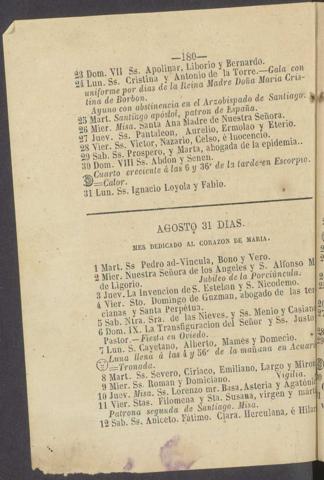 —180—
23 Dom. VII Ss. Apolinar, Liborio y Bernardo.
24 Lun. Ss. Cristina y Antonio de la Torre.—Gala con
uniforme por dias de la Reina Madre Doña Maria Cris-
tina de Borbon.
Ayuno con abstinencia en el Arzobispado de Santiago.
25 Mart. Santiago apóstol, patron de España.
26 Mier. Misa. Santa Ana Madre de Nuestra Señora.
27 Juev. Ss. Pantaleon, Aurelio, Ermolao y Eterio.
28 Vier. Ss. Victor, Nazario, Celso, é Inocencio.
29 Sab. Ss. Prospero, y Marta, abogada de la epidemia..
30 Dom. VIII Ss. Abdon y Senen.
Cuarto creciente á las 6 y 36' de la tarde en Escorpio.
=Calor.
31 Lun. Ss. Ignacio Loyola y Fabio.
AGOSTO 31 DIAS.
MES DEDICADO AL CORAZON DE MARIA.
1 Mart. Ss Pedro ad-Vincula, Bono y Vero.
2 Mier. Nuestra Señora de los Angeles y S. Alfonso M
de Ligorio. Jubileo de la Porciúncula.
3 Juev. La Invencion de S. Estelan y S. Nicodemo.
4 Vier. Sto. Domingo de Guzman, abogado de las ter
cianas y Santa Perpétua.
5 Sab. Ntra. Sra. de las Nieves, y Ss. Menio y Casian
6 Dom. IX. La Transfiguracion del Señor y Ss. Justo
Pastor.—Fiesta en Oviedo.
7 Lun. S. Cayetano, Alberto, Mamés y Domecio.
Luna llena á las 4 y 56' de la mañana en Acuari
=Tronada.
8 Mart. Ss. Severo, Ciriaco, Emiliano, Largo y Miron
9 Mier. Ss. Roman y Domiciano. Vigilia.
10 Juev. Misa. Ss. Lorenzo mr. Basa, Asteria y Agatóni
11 Vier. Stas. Filomena y Sta. Susana, virgen y márt
Patrona segunda de Santiago. Misa.
12 Sab. Ss. Aniceto. Fátimo. Clara. Herculana, é Hilar